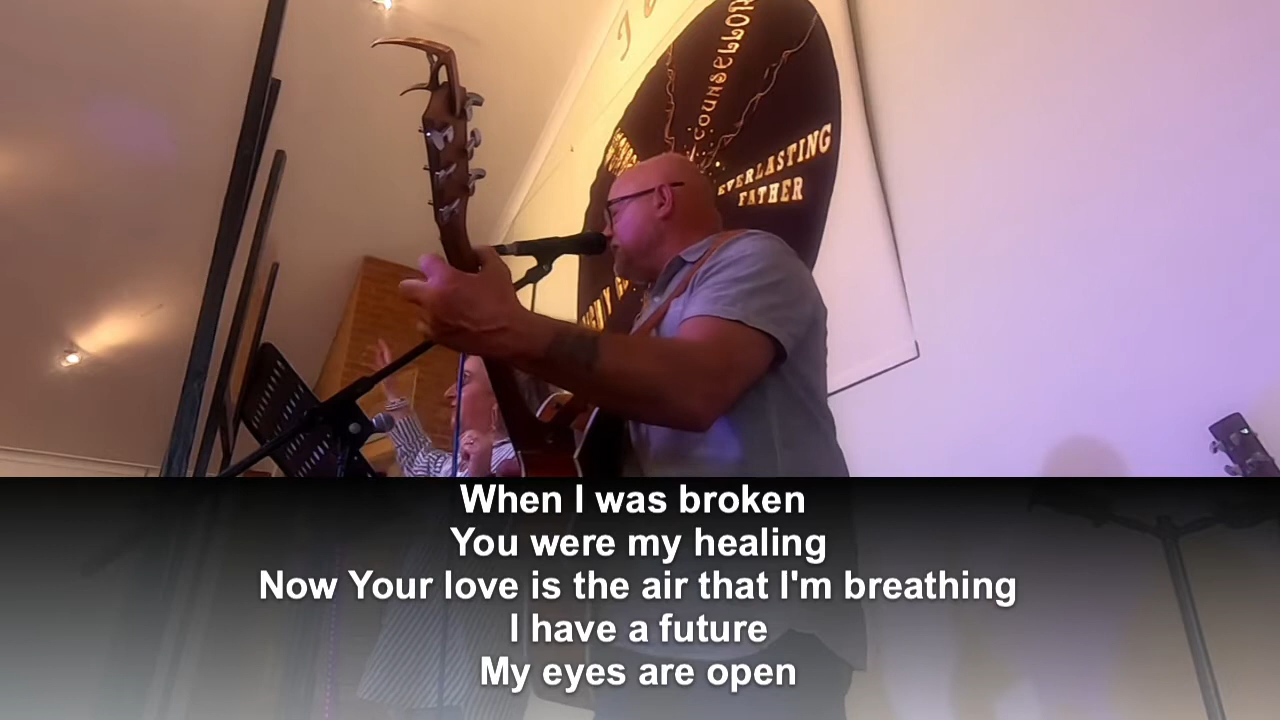 COUNSELLOR
EVERLASTING
FATHER
When I was broken
You were my healing
Now Your love is the air that I'm breathing
I have a future
My eyes are open